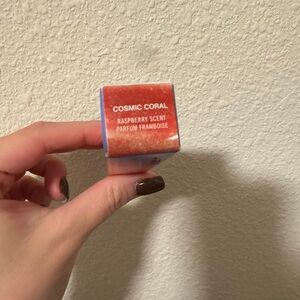 COSMIC CORAL
RASPBERRY SCENT
PARFUM FRAMBOISE